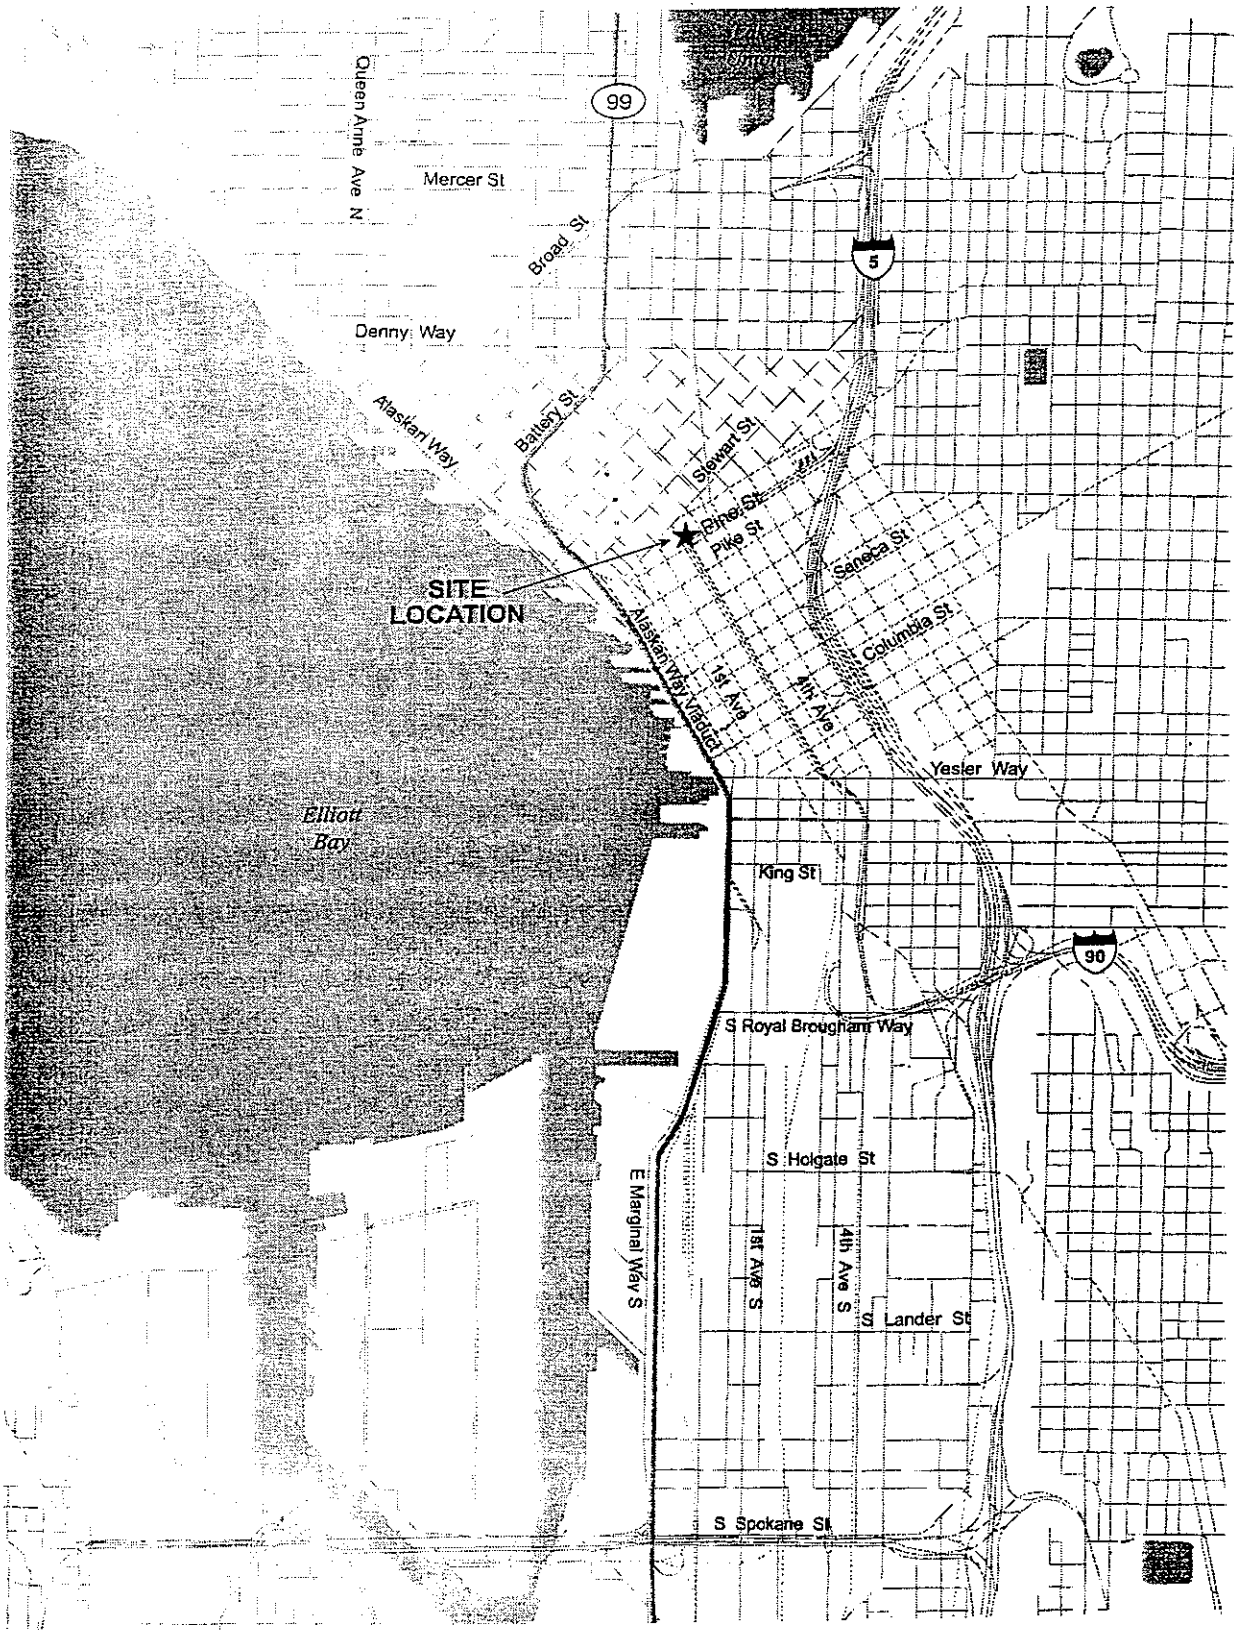 Lake
Union
Queen Anne Ave N
99
Mercer St
Broad St
5
Denny Way
Alaskan Way
Battery St
Stewart St
Pine St
Pike St
Seneca St
SITE
LOCATION
Columbia St
Alaskan Way Viaduct
1st Ave
4th Ave
Yesler Way
Elliott
Bay
King St
90
S Royal Brougham Way
S Holgate St
E Marginal Way S
1st Ave S
4th Ave S
S Lander St
S Spokane St